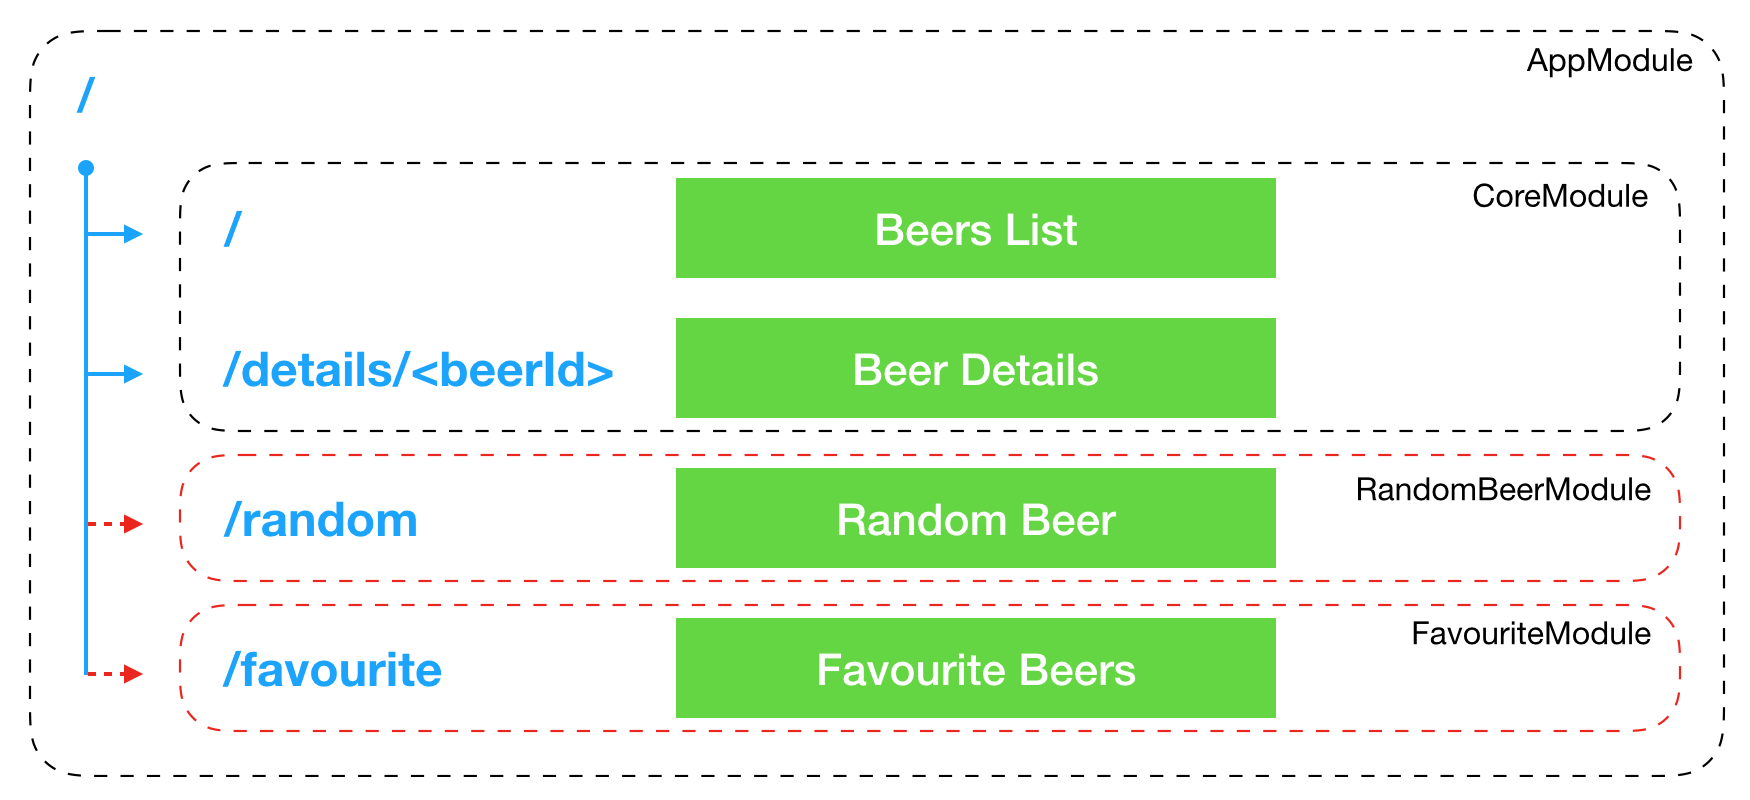 AppModule
/
CoreModule
/
Beers List
/details/<beerId>
Beer Details
RandomBeerModule
/random
Random Beer
FavouriteModule
/favourite
Favourite Beers